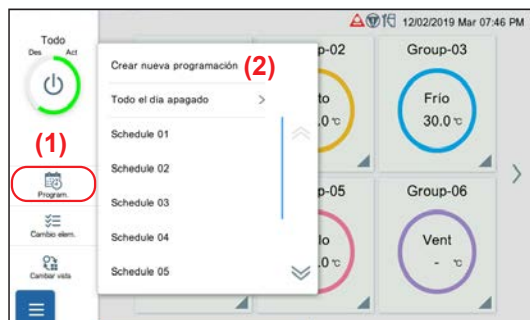 12/02/2019 Mar 07:46 PM
Todo
Des Act
(1)
Program.
Cambio elem.
Cambiar vista
Crear nueva programación (2)
Todo el día apagado >
Schedule 01
Schedule 02
Schedule 03
Schedule 04
Schedule 05
p-02
to
.0 °C
Group-03
Frío
30.0 °C
p-05
lo
.0 °C
Group-06
Vent
- °C